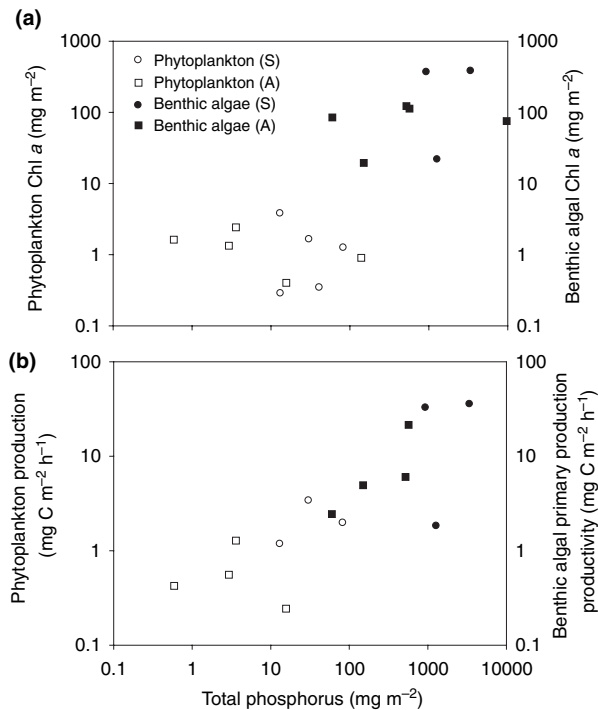 (a)
1000
100
10
1
0.1
Phytoplankton Chl a (mg m⁻²)
○ Phytoplankton (S)
□ Phytoplankton (A)
● Benthic algae (S)
■ Benthic algae (A)
1000
100
10
1
0.1
Benthic algal Chl a (mg m⁻²)
(b)
100
10
1
0.1
Phytoplankton production
(mg C m⁻² h⁻¹)
100
10
1
0.1
Benthic algal primary production
productivity (mg C m⁻² h⁻¹)
0.1 1 10 100 1000 10000
Total phosphorus (mg m⁻²)